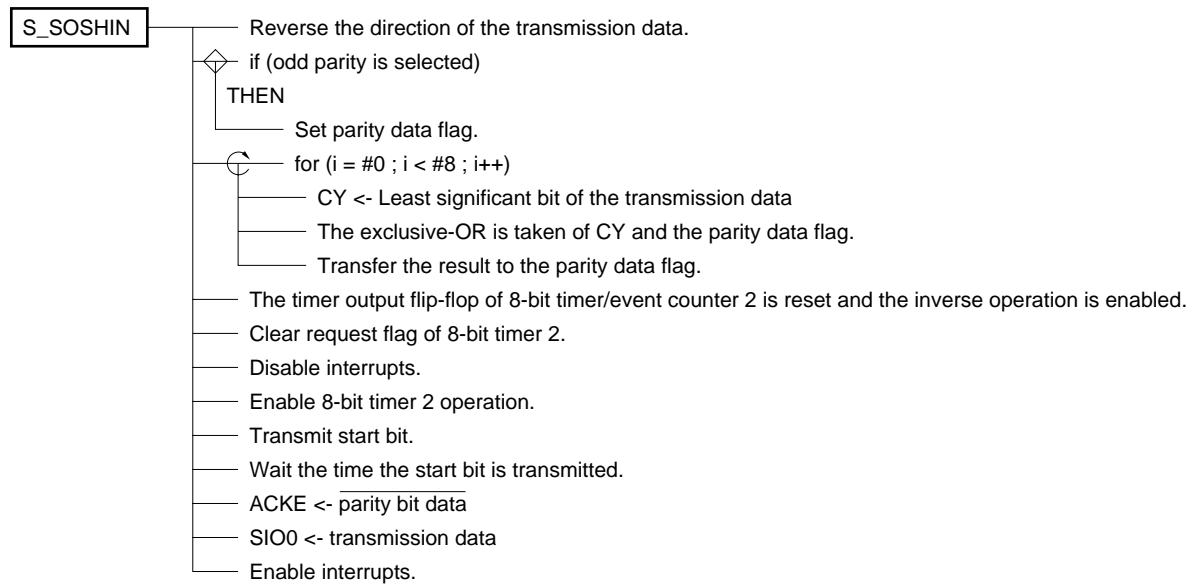 S_SOSHIN
Reverse the direction of the transmission data.
if (odd parity is selected)
THEN
Set parity data flag.
for (i = #0 ; i < #8 ; i++)
CY <- Least significant bit of the transmission data
The exclusive-OR is taken of CY and the parity data flag.
Transfer the result to the parity data flag.
The timer output flip-flop of 8-bit timer/event counter 2 is reset and the inverse operation is enabled.
Clear request flag of 8-bit timer 2.
Disable interrupts.
Enable 8-bit timer 2 operation.
Transmit start bit.
Wait the time the start bit is transmitted.
ACKE <- parity bit data
SIO0 <- transmission data
Enable interrupts.